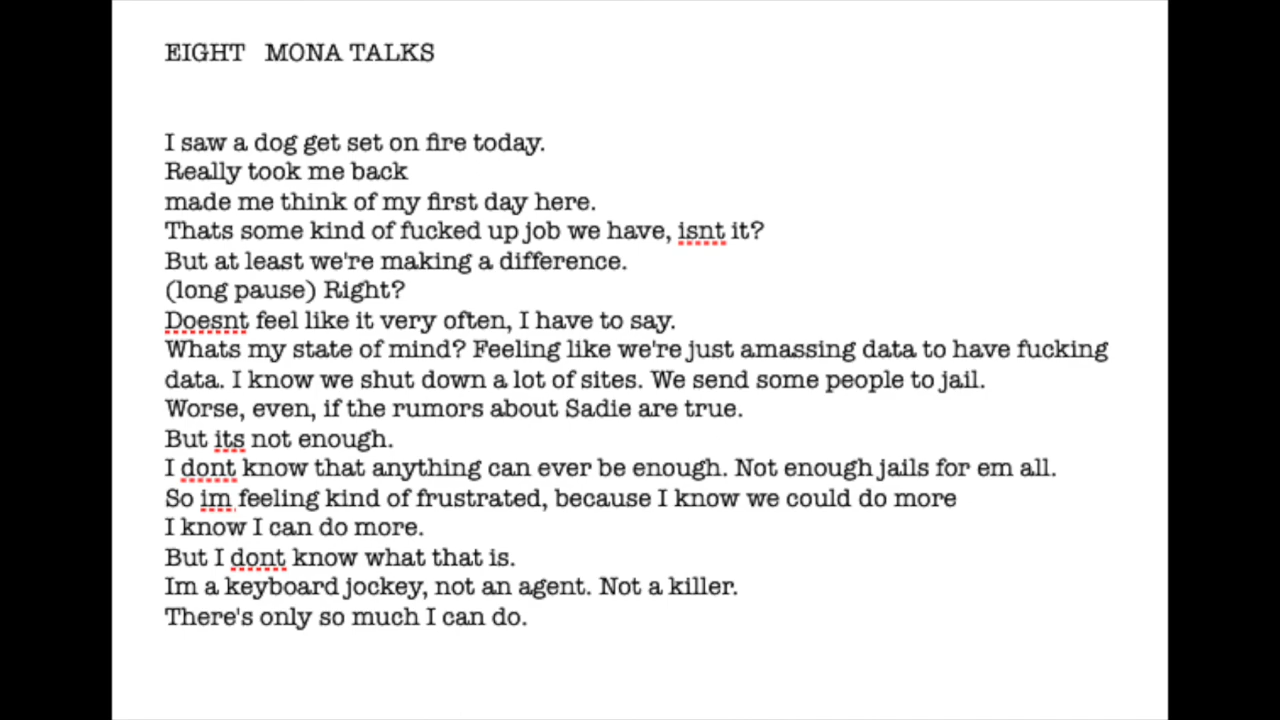 EIGHT   MONA TALKS
I saw a dog get set on fire today.
Really took me back
made me think of my first day here.
Thats some kind of fucked up job we have, isnt it?
But at least we're making a difference.
(long pause) Right?
Doesnt feel like it very often, I have to say.
Whats my state of mind? Feeling like we're just amassing data to have fucking
data. I know we shut down a lot of sites. We send some people to jail.
Worse, even, if the rumors about Sadie are true.
But its not enough.
I dont know that anything can ever be enough. Not enough jails for em all.
So im feeling kind of frustrated, because I know we could do more
I know I can do more.
But I dont know what that is.
Im a keyboard jockey, not an agent. Not a killer.
There's only so much I can do.